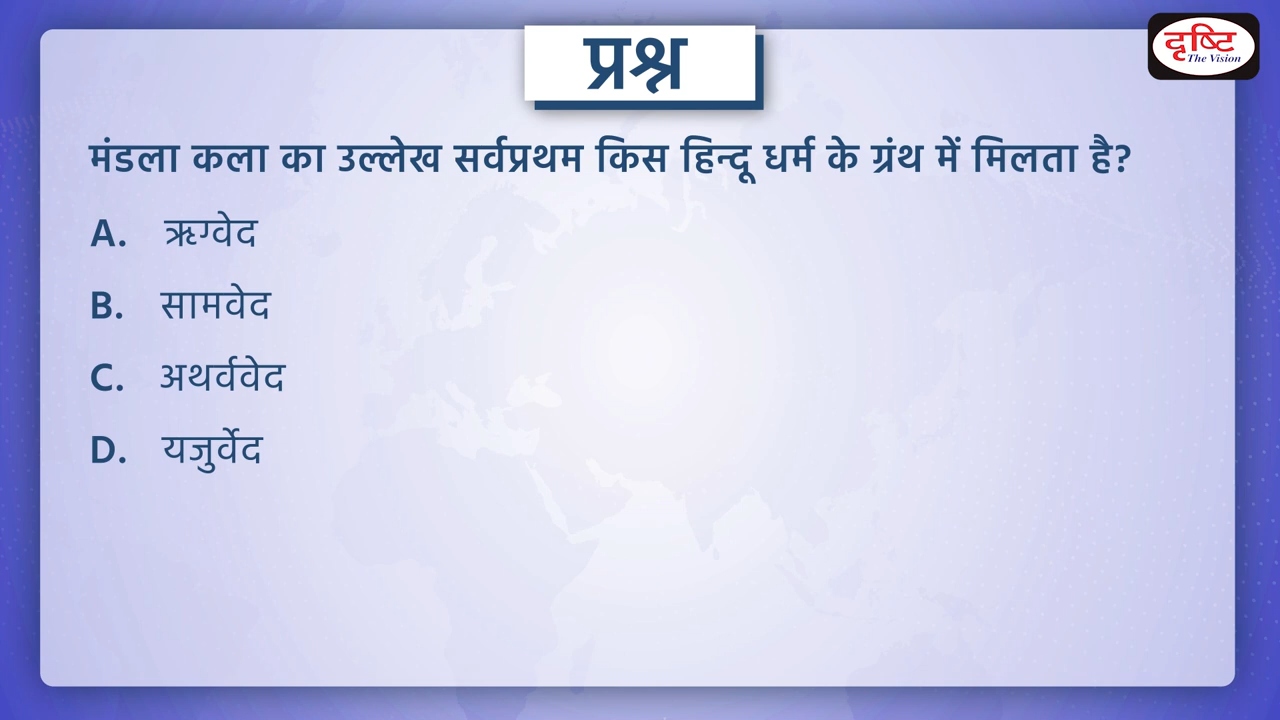 प्रश्न
दृष्टि
The Vision
मंडला कला का उल्लेख सर्वप्रथम किस हिन्दू धर्म के ग्रंथ में मिलता है?
A. ऋग्वेद
B. सामवेद
C. अथर्ववेद
D. यजुर्वेद